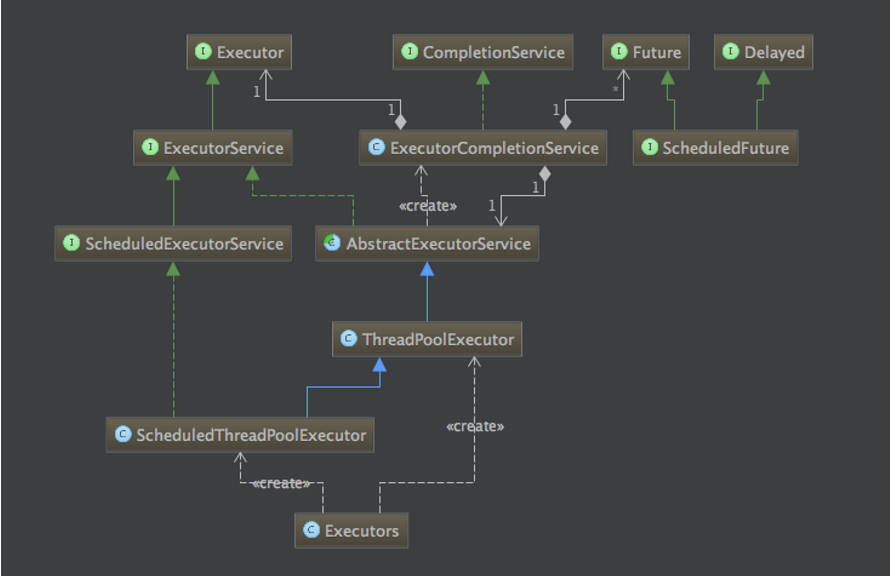 I Executor
I CompletionService
I Future
I Delayed
1
1
1
*
I ExecutorService
C ExecutorCompletionService
I ScheduledFuture
1
«create»
1
I ScheduledExecutorService
C AbstractExecutorService
C ThreadPoolExecutor
«create»
C ScheduledThreadPoolExecutor
«create»
C Executors